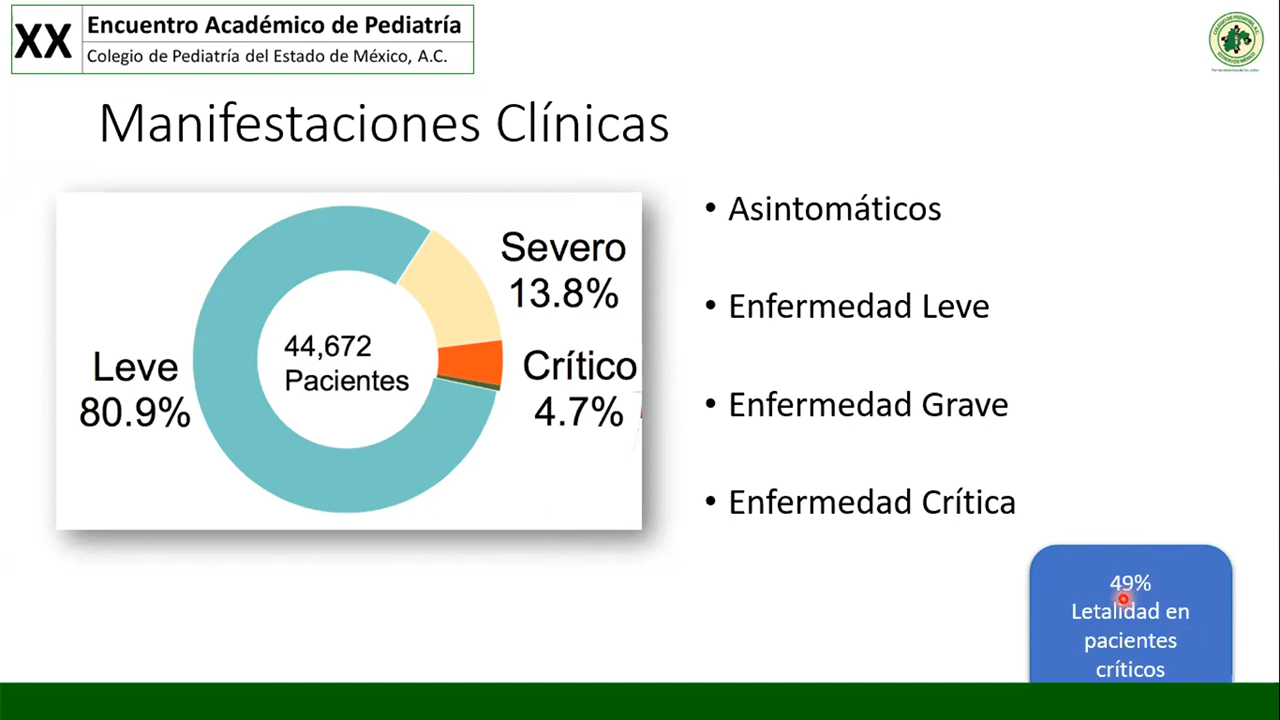 XX
Encuentro Académico de Pediatría
Colegio de Pediatría del Estado de México, A.C.
Manifestaciones Clínicas
Severo
13.8%
44,672
Pacientes
Leve
80.9%
Crítico
4.7%
• Asintomáticos
• Enfermedad Leve
• Enfermedad Grave
• Enfermedad Crítica
49%
Letalidad en
pacientes
críticos